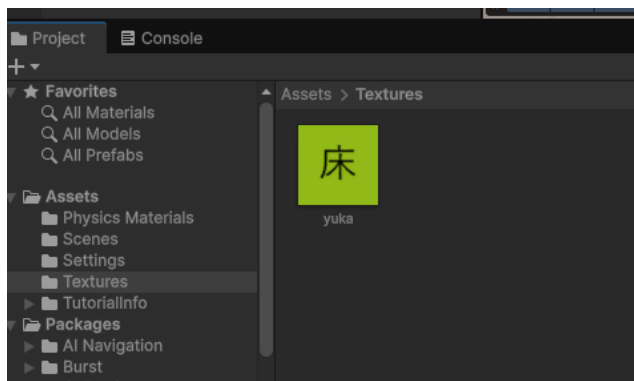 Project
Console
Favorites
All Materials
All Models
All Prefabs
Assets
Physics Materials
Scenes
Settings
Textures
TutorialInfo
Packages
AI Navigation
Burst
Assets > Textures
床
yuka